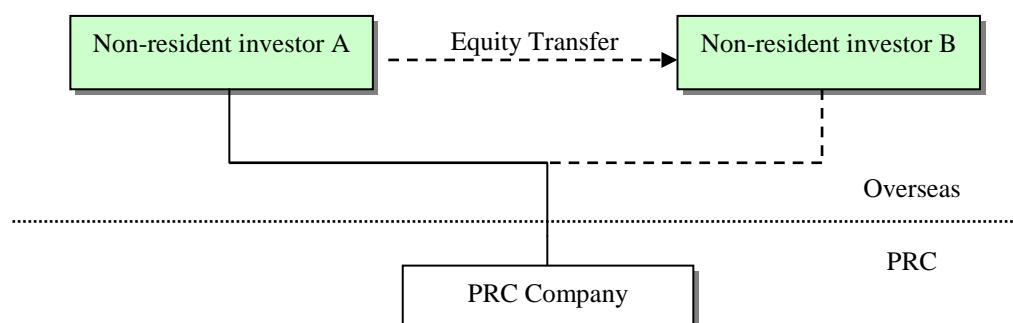 Non-resident investor A
Equity Transfer
Non-resident investor B
Overseas
PRC
PRC Company